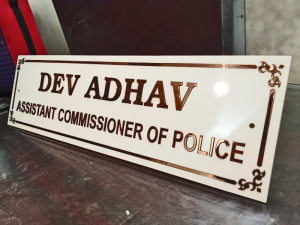 DEV ADHAV
ASSISTANT COMMISSIONER OF POLICE